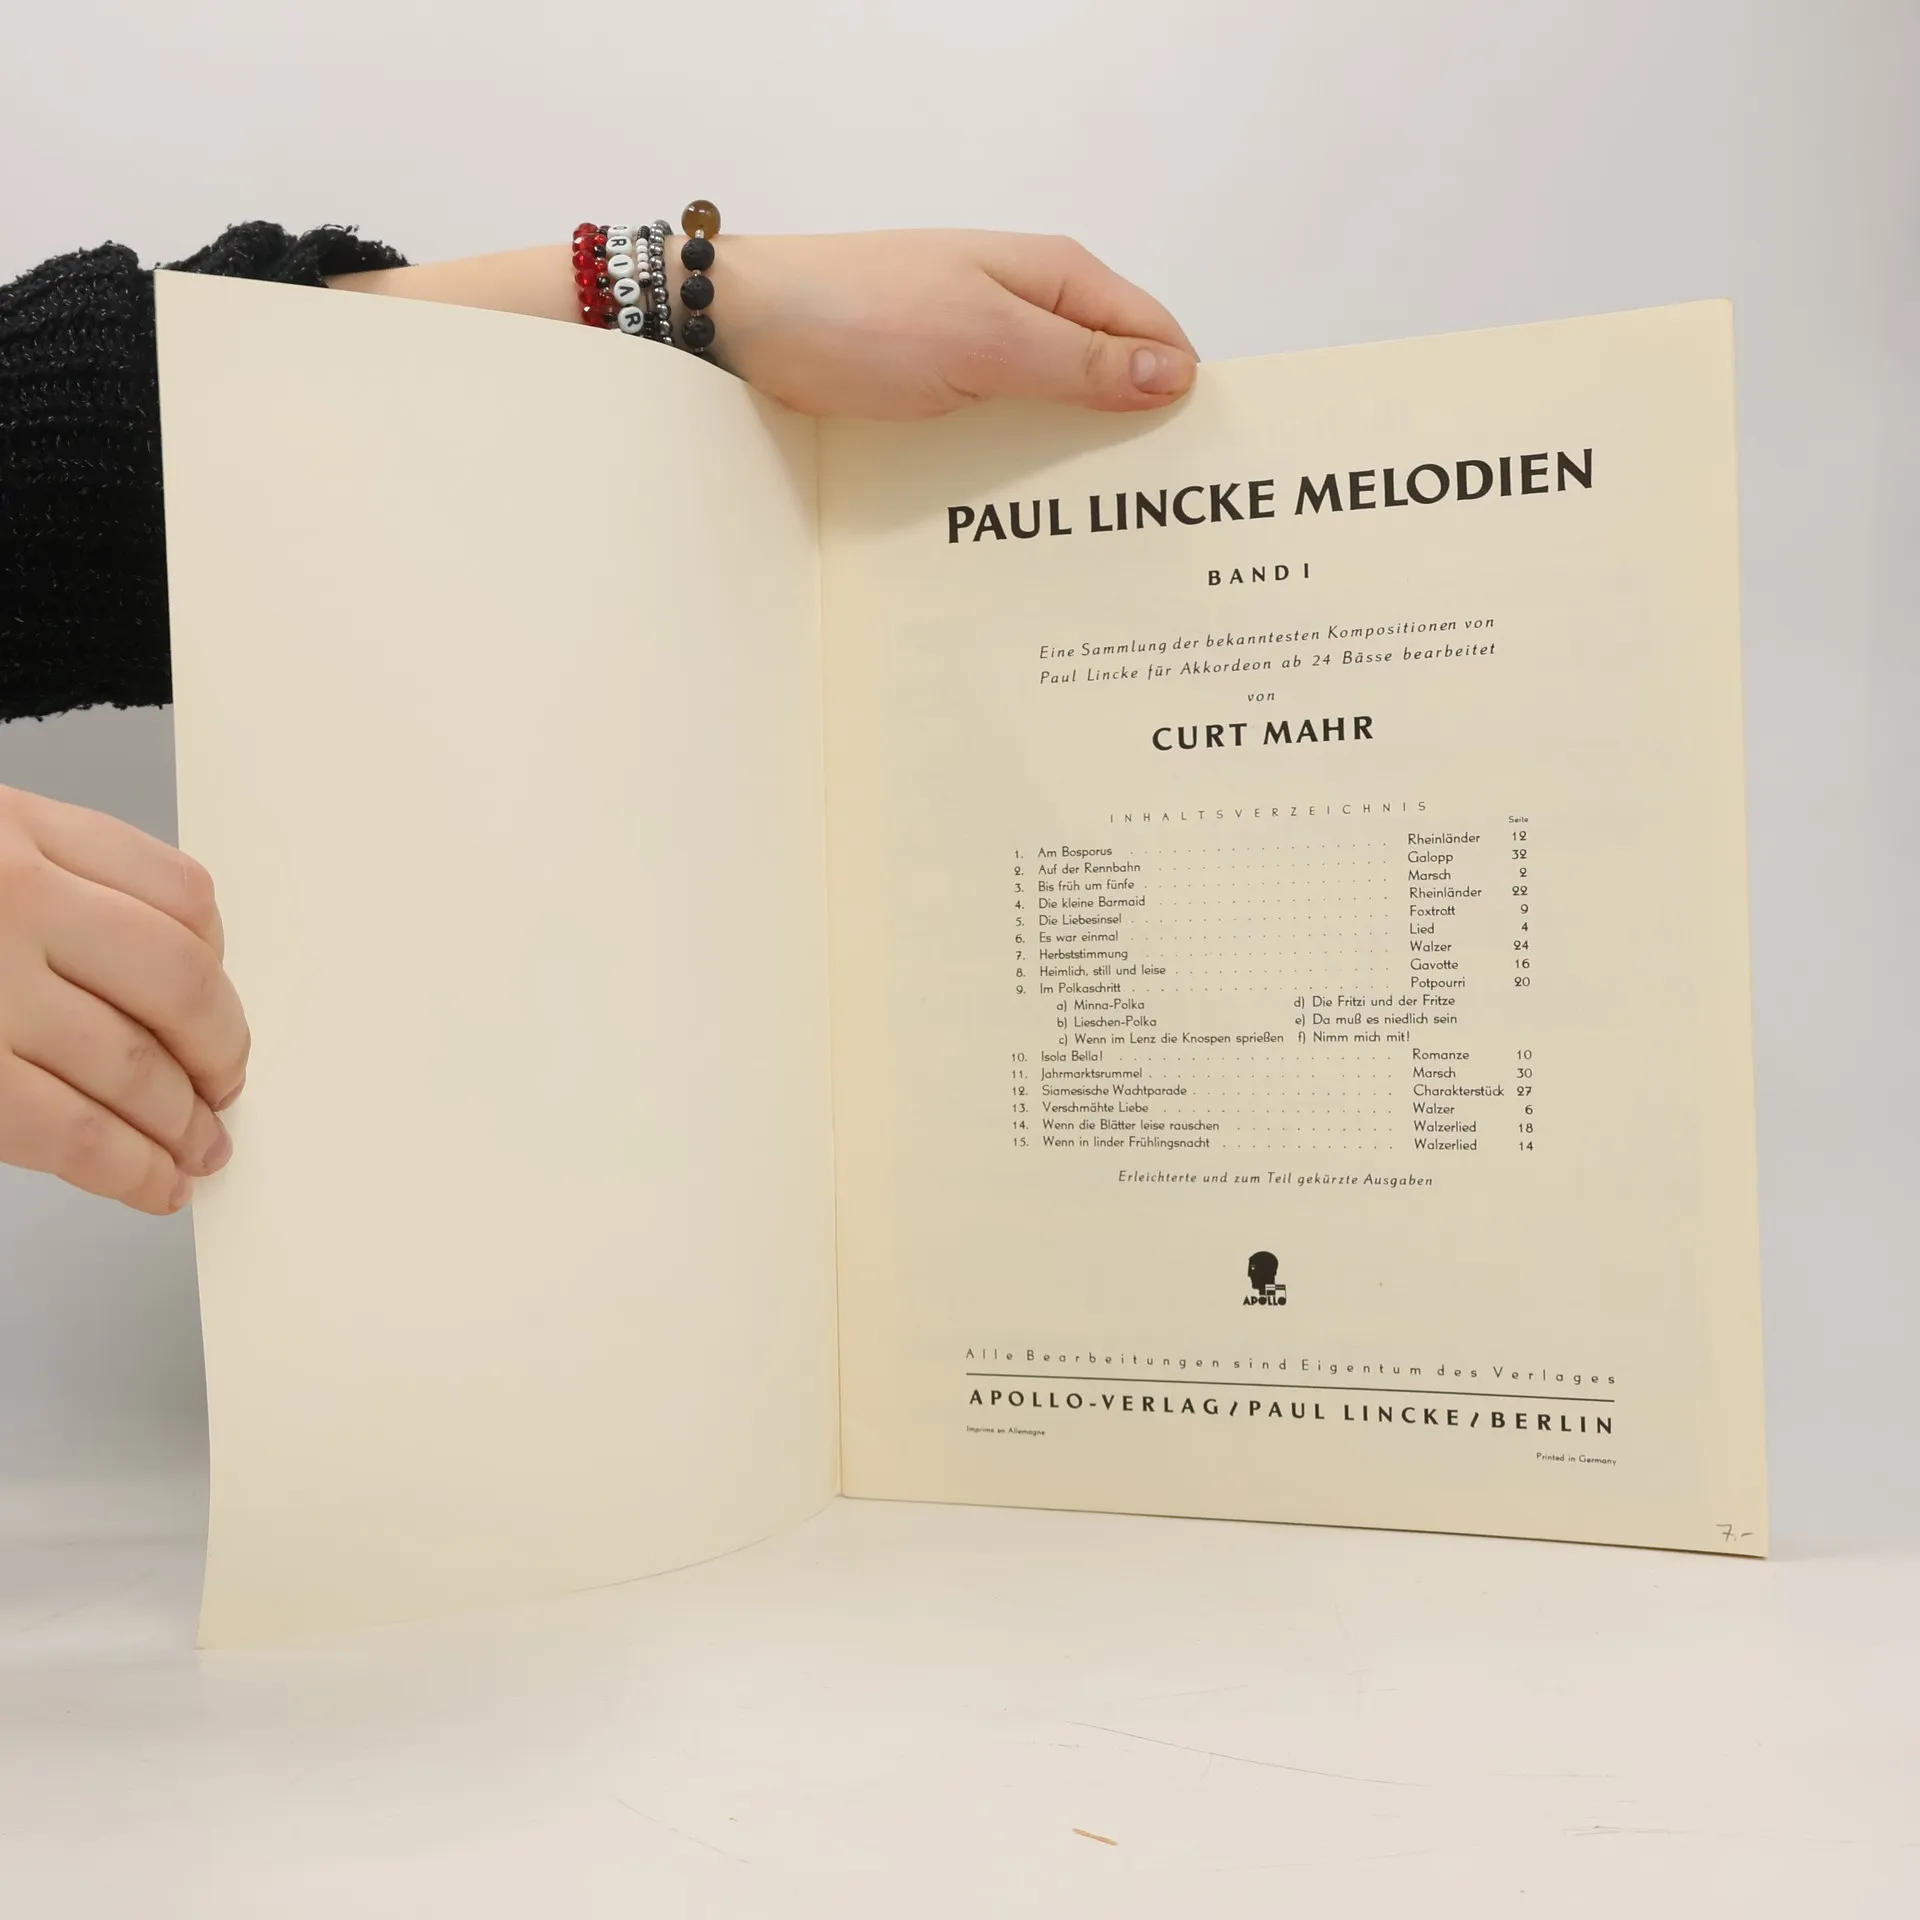 ORIAR
PAUL LINCKE MELODIEN
BAND I
Eine Sammlung der bekanntesten Kompositionen von
Paul Lincke für Akkordeon ab 24 Bässe bearbeitet
von
CURT MAHR
INHALTSVERZEICHNIS
Seite
1. Am Bosporus . . . . . . . . . . . . . . . . . . Rheinländer 12
2. Auf der Rennbahn . . . . . . . . . . . . . . . . Galopp 32
3. Bis früh um fünfe . . . . . . . . . . . . . . . . . Marsch 2
4. Die kleine Barmaid . . . . . . . . . . . . . . . . Rheinländer 22
5. Die Liebesinsel . . . . . . . . . . . . . . . . . . Foxtrott 9
6. Es war einmal . . . . . . . . . . . . . . . . . . Lied 4
7. Herbststimmung . . . . . . . . . . . . . . . . . Walzer 24
8. Heimlich, still und leise . . . . . . . . . . . . . . . Gavotte 16
9. Im Polkaschritt . . . . . . . . . . . . . . . . . . Potpourri 20
a) Minna-Polka d) Die Fritzi und der Fritze
b) Lieschen-Polka e) Da muß es niedlich sein
c) Wenn im Lenz die Knospen sprießen f) Nimm mich mit!
10. Isola Bella! . . . . . . . . . . . . . . . . . . . Romanze 10
11. Jahrmarktsrummel . . . . . . . . . . . . . . . . Marsch 30
12. Siamesische Wachtparade . . . . . . . . . . . . . . Charakterstück 27
13. Verschmähte Liebe . . . . . . . . . . . . . . . . Walzer 6
14. Wenn die Blätter leise rauschen . . . . . . . . . . . Walzerlied 18
15. Wenn in linder Frühlingsnacht . . . . . . . . . . . . Walzerlied 14
Erleichterte und zum Teil gekürzte Ausgaben
APOLLO
Alle Bearbeitungen sind Eigentum des Verlages
APOLLO-VERLAG / PAUL LINCKE / BERLIN
Imprimé en Allemagne
Printed in Germany
7.-